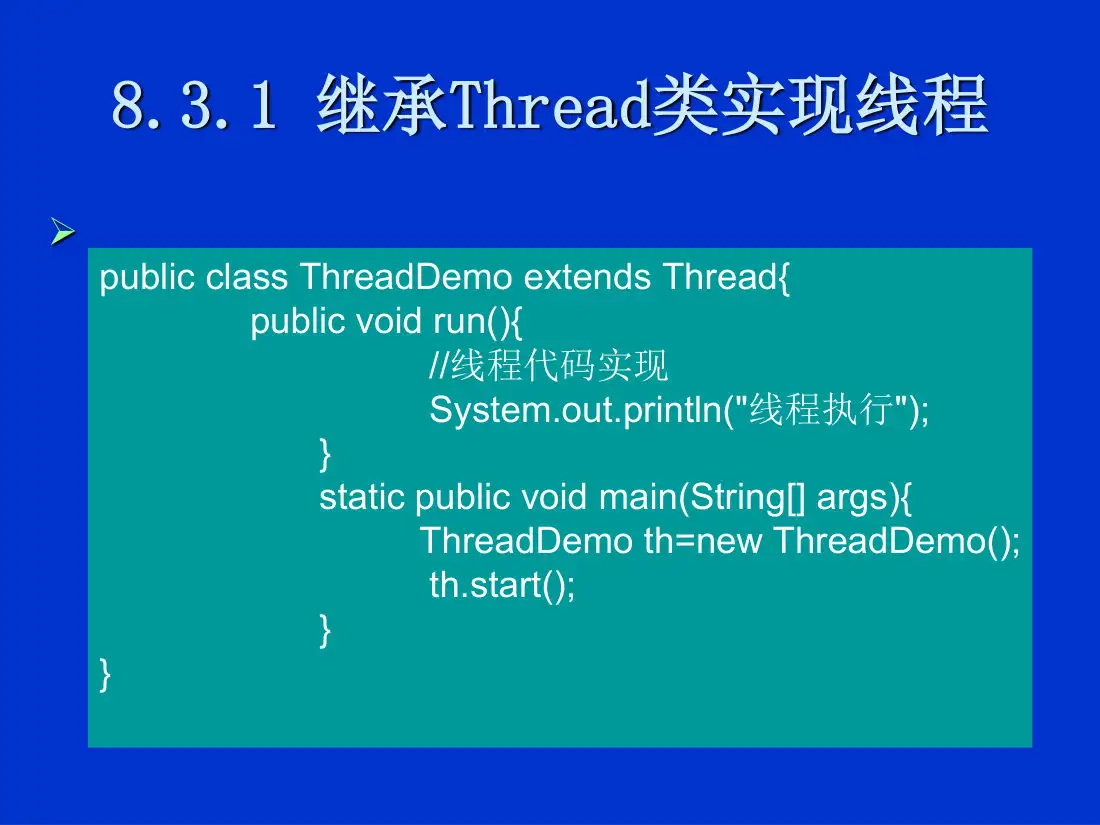 8.3.1 继承Thread类实现线程
public class ThreadDemo extends Thread{
public void run(){
//线程代码实现
System.out.println("线程执行");
}
static public void main(String[] args){
ThreadDemo th=new ThreadDemo();
th.start();
}
}